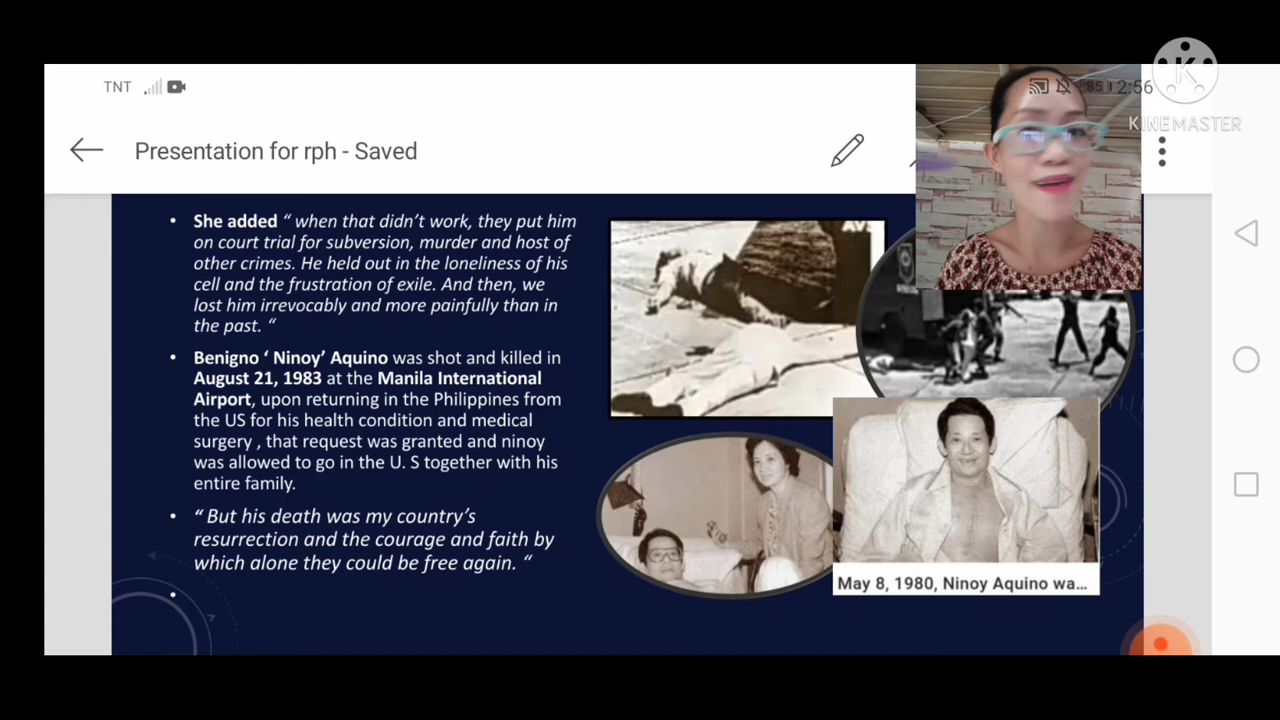 TNT
85
2:56
KINEMASTER
Presentation for rph - Saved
• She added “ when that didn’t work, they put him
on court trial for subversion, murder and host of
other crimes. He held out in the loneliness of his
cell and the frustration of exile. And then, we
lost him irrevocably and more painfully than in
the past. “
• Benigno ‘ Ninoy’ Aquino was shot and killed in
August 21, 1983 at the Manila International
Airport, upon returning in the Philippines from
the US for his health condition and medical
surgery , that request was granted and ninoy
was allowed to go in the U. S together with his
entire family.
• “ But his death was my country’s
resurrection and the courage and faith by
which alone they could be free again. “
•
AV
May 8, 1980, Ninoy Aquino wa...